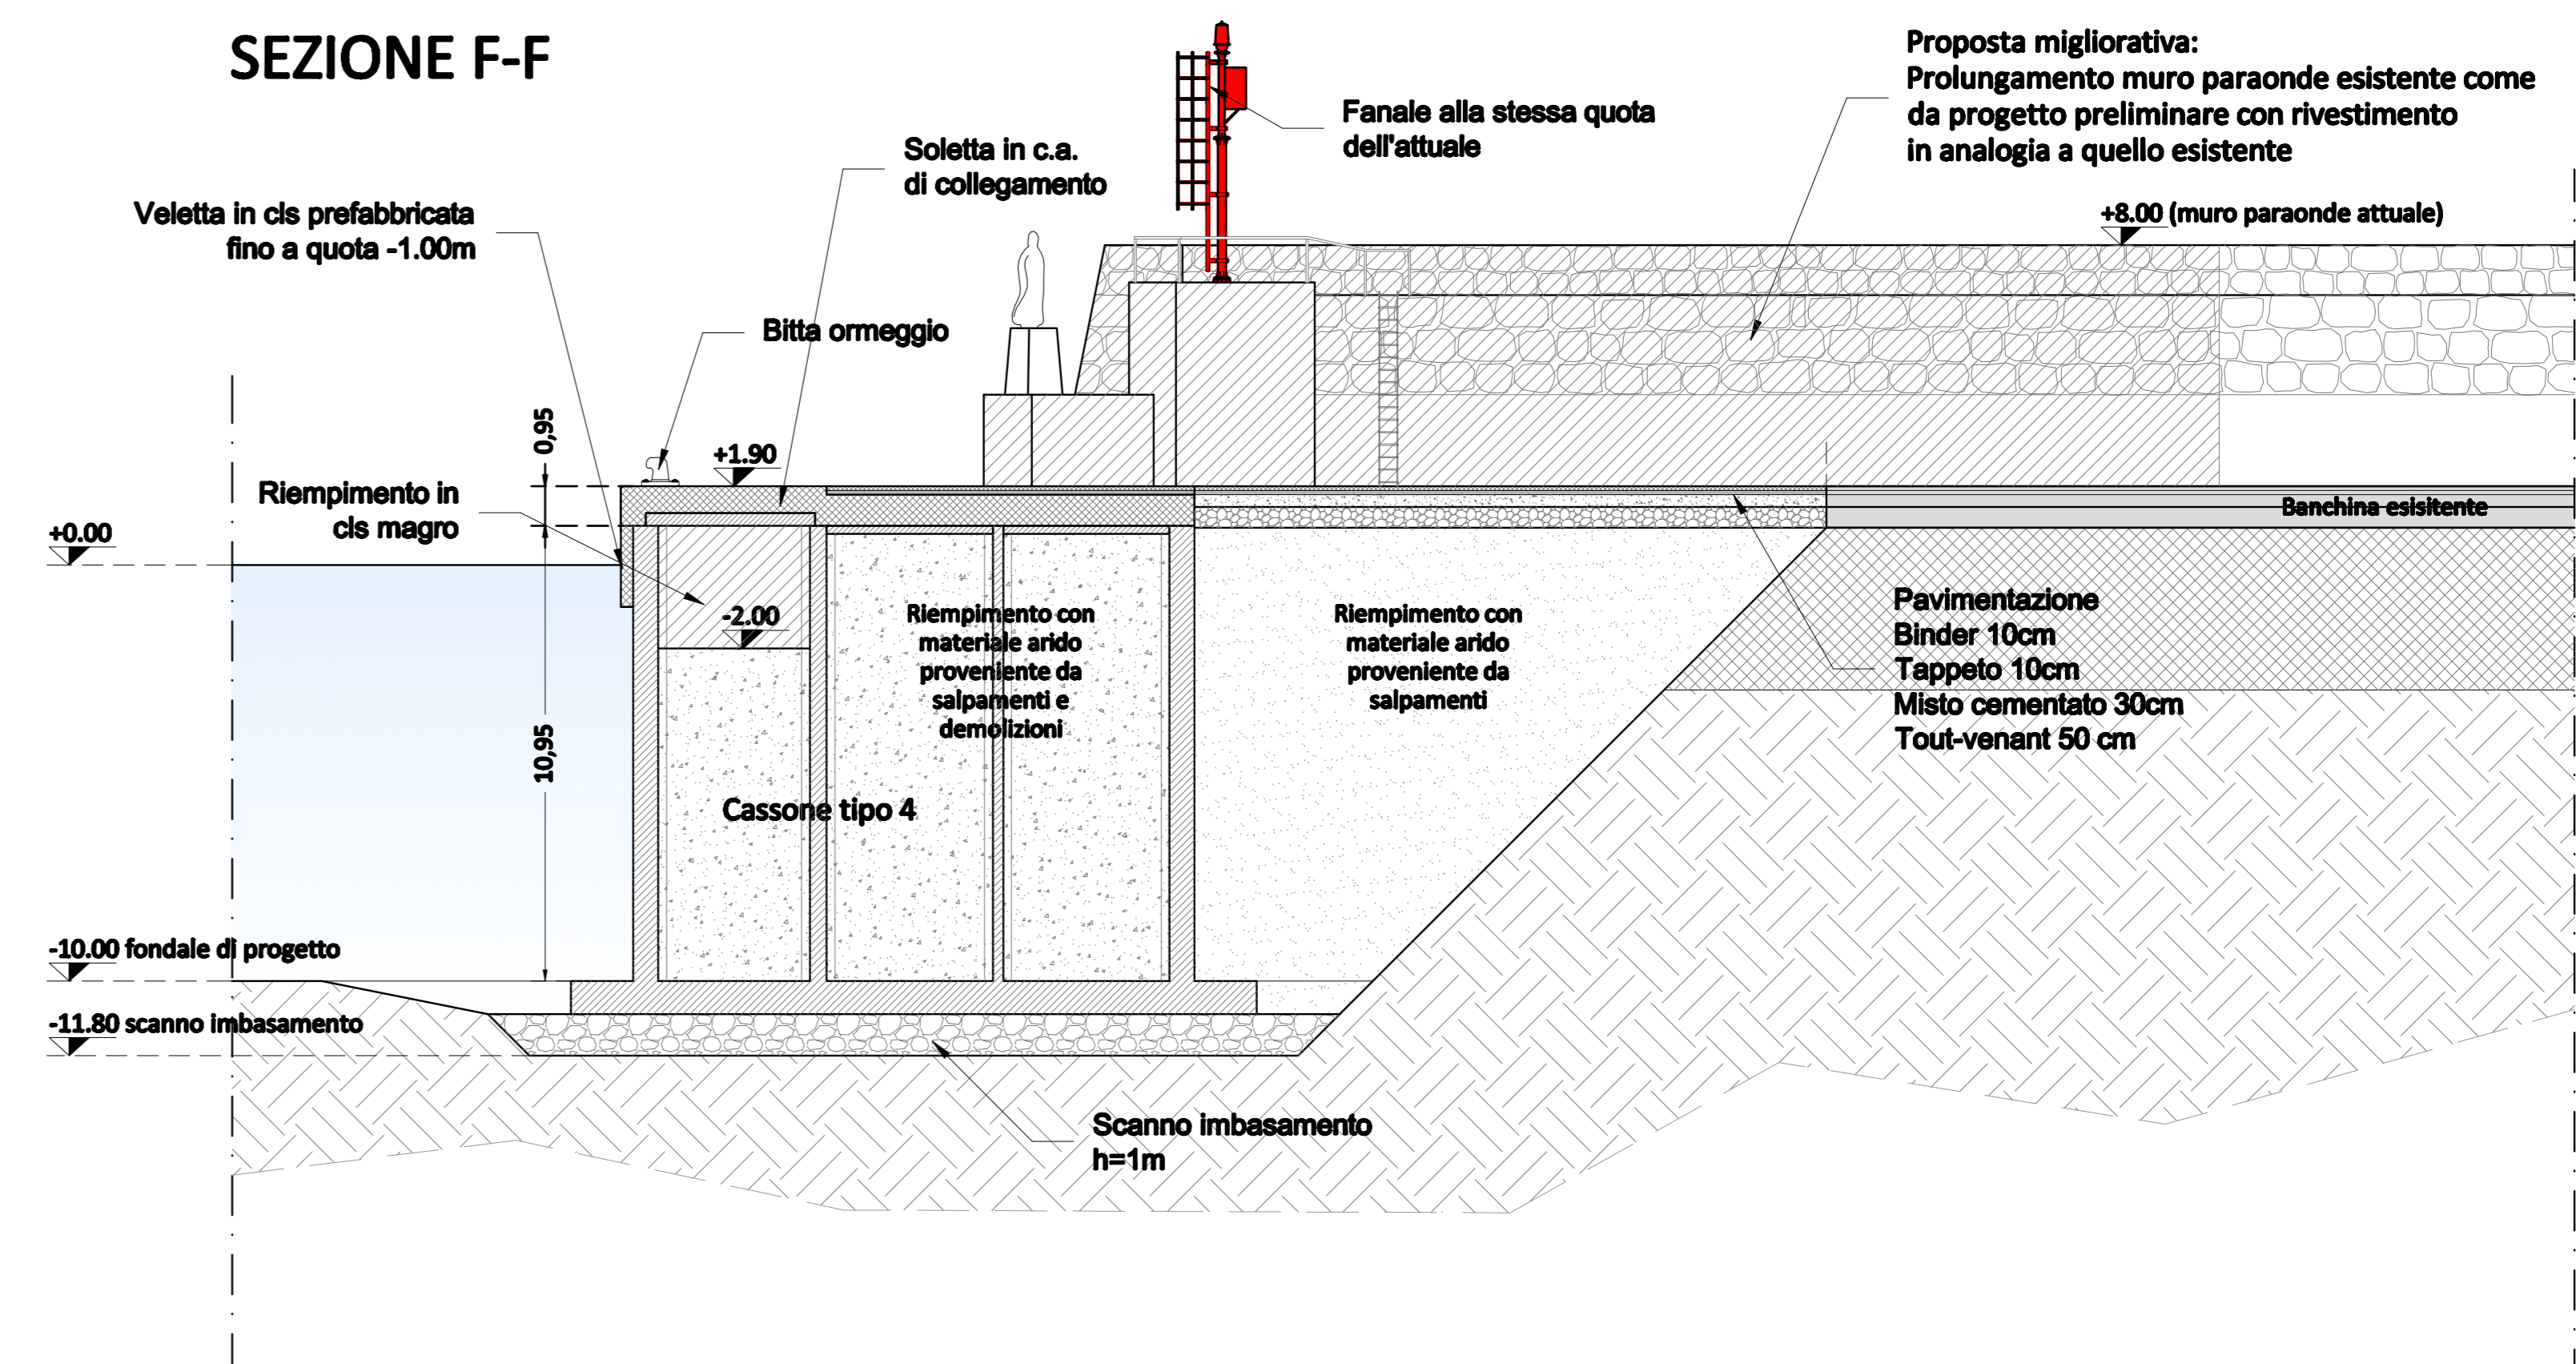 SEZIONE F-F
Proposta migliorativa:
Prolungamento muro paraonde esistente come
da progetto preliminare con rivestimento
in analogia a quello esistente
Fanale alla stessa quota
dell'attuale
Soletta in c.a.
di collegamento
Veletta in cls prefabbricata
fino a quota -1.00m
+8.00 (muro paraonde attuale)
Bitta ormeggio
0,95
+1.90
Riempimento in
cls magro
+0.00
Banchina esisitente
-2.00
Riempimento con
materiale arido
proveniente da
salpamenti e
demolizioni
Riempimento con
materiale arido
proveniente da
salpamenti
Pavimentazione
Binder 10cm
Tappeto 10cm
Misto cementato 30cm
Tout-venant 50 cm
10,95
Cassone tipo 4
-10.00 fondale di progetto
-11.80 scanno imbasamento
Scanno imbasamento
h=1m